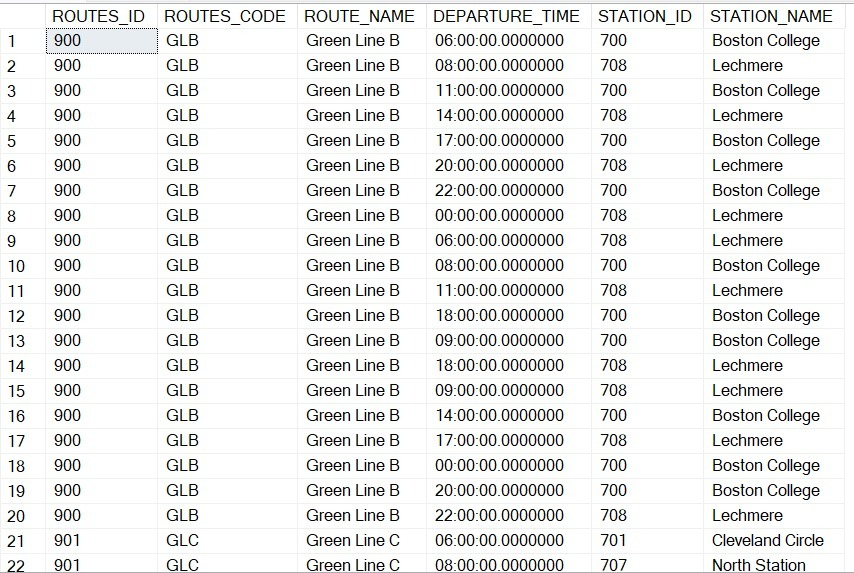 ROUTES_ID ROUTES_CODE ROUTE_NAME DEPARTURE_TIME STATION_ID STATION_NAME
1 900 GLB Green Line B 06:00:00.0000000 700 Boston College
2 900 GLB Green Line B 08:00:00.0000000 708 Lechmere
3 900 GLB Green Line B 11:00:00.0000000 700 Boston College
4 900 GLB Green Line B 14:00:00.0000000 708 Lechmere
5 900 GLB Green Line B 17:00:00.0000000 700 Boston College
6 900 GLB Green Line B 20:00:00.0000000 708 Lechmere
7 900 GLB Green Line B 22:00:00.0000000 700 Boston College
8 900 GLB Green Line B 00:00:00.0000000 708 Lechmere
9 900 GLB Green Line B 06:00:00.0000000 708 Lechmere
10 900 GLB Green Line B 08:00:00.0000000 700 Boston College
11 900 GLB Green Line B 11:00:00.0000000 708 Lechmere
12 900 GLB Green Line B 18:00:00.0000000 700 Boston College
13 900 GLB Green Line B 09:00:00.0000000 700 Boston College
14 900 GLB Green Line B 18:00:00.0000000 708 Lechmere
15 900 GLB Green Line B 09:00:00.0000000 708 Lechmere
16 900 GLB Green Line B 14:00:00.0000000 700 Boston College
17 900 GLB Green Line B 17:00:00.0000000 708 Lechmere
18 900 GLB Green Line B 00:00:00.0000000 700 Boston College
19 900 GLB Green Line B 20:00:00.0000000 700 Boston College
20 900 GLB Green Line B 22:00:00.0000000 708 Lechmere
21 901 GLC Green Line C 06:00:00.0000000 701 Cleveland Circle
22 901 GLC Green Line C 08:00:00.0000000 707 North Station